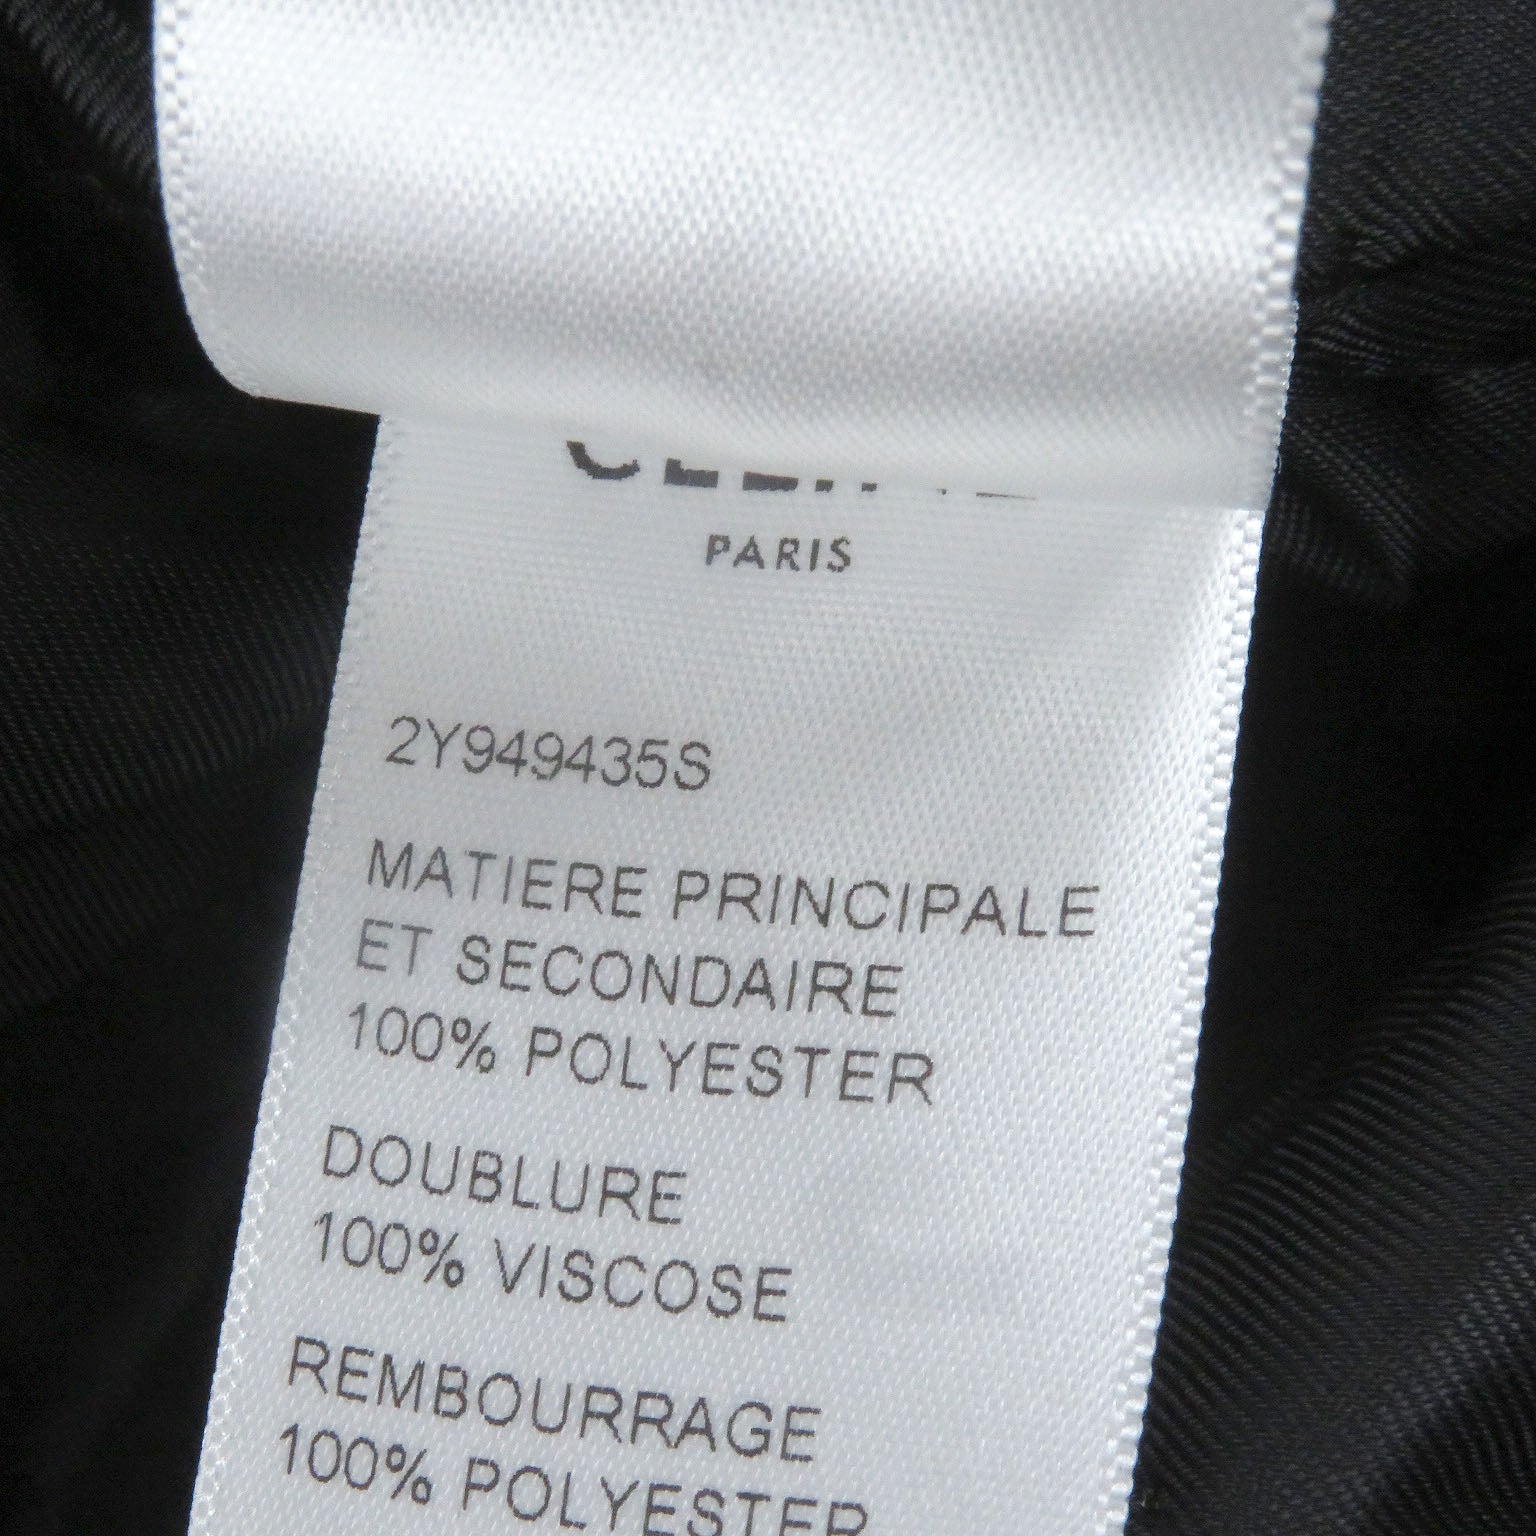 PARIS
2Y949435S
MATIERE PRINCIPALE
ET SECONDAIRE
100% POLYESTER
DOUBLURE
100% VISCOSE
REMBOURRAGE
100% POLYESTER